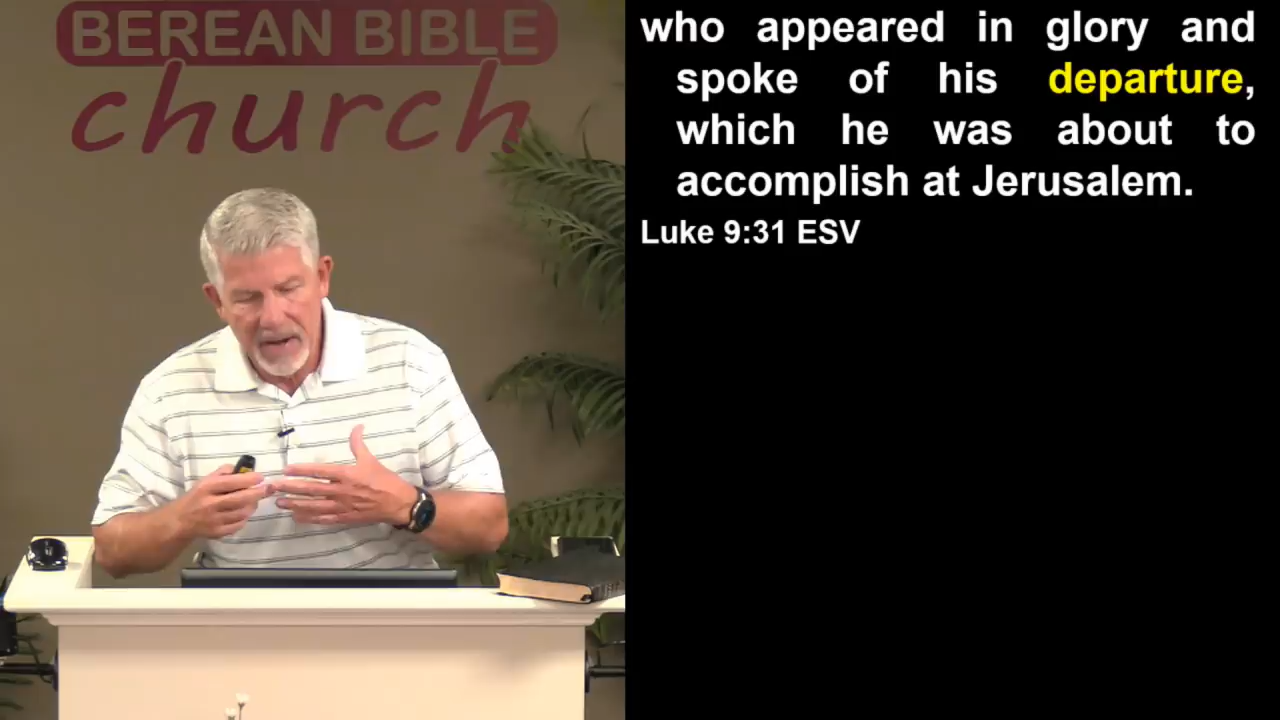 BEREAN BIBLE
church
who appeared in glory and
spoke of his departure,
which he was about to
accomplish at Jerusalem.
Luke 9:31 ESV